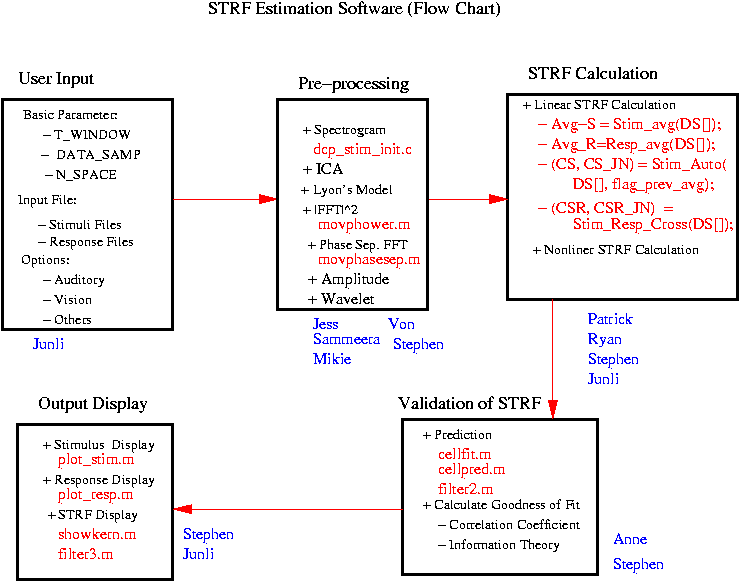 STRF Estimation Software (Flow Chart)
User Input
Basic Parameter:
− T_WINDOW
− DATA_SAMP
− N_SPACE
Input File:
− Stimuli Files
− Response Files
Options:
− Auditory
− Vision
− Others
Junli
Pre−processing
+ Spectrogram
dcp_stim_init.c
+ ICA
+ Lyon's Model
+ |FFT|^2
movphower.m
+ Phase Sep. FFT
movphasesep.m
+ Amplitude
+ Wavelet
Jess Von
Sammeera Stephen
Mikie
STRF Calculation
+ Linear STRF Calculation
− Avg−S = Stim_avg(DS[]);
− Avg_R=Resp_avg(DS[]);
− (CS, CS_JN) = Stim_Auto(
DS[], flag_prev_avg);
− (CSR, CSR_JN) =
Stim_Resp_Cross(DS[]);
+ Nonliner STRF Calculation
Patrick
Ryan
Stephen
Junli
Validation of STRF
+ Prediction
cellfit.m
cellpred.m
filter2.m
+ Calculate Goodness of Fit
− Correlation Coefficient
− Information Theory
Anne
Stephen
Output Display
+ Stimulus Display
plot_stim.m
+ Response Display
plot_resp.m
+ STRF Display
showkern.m
filter3.m
Stephen
Junli